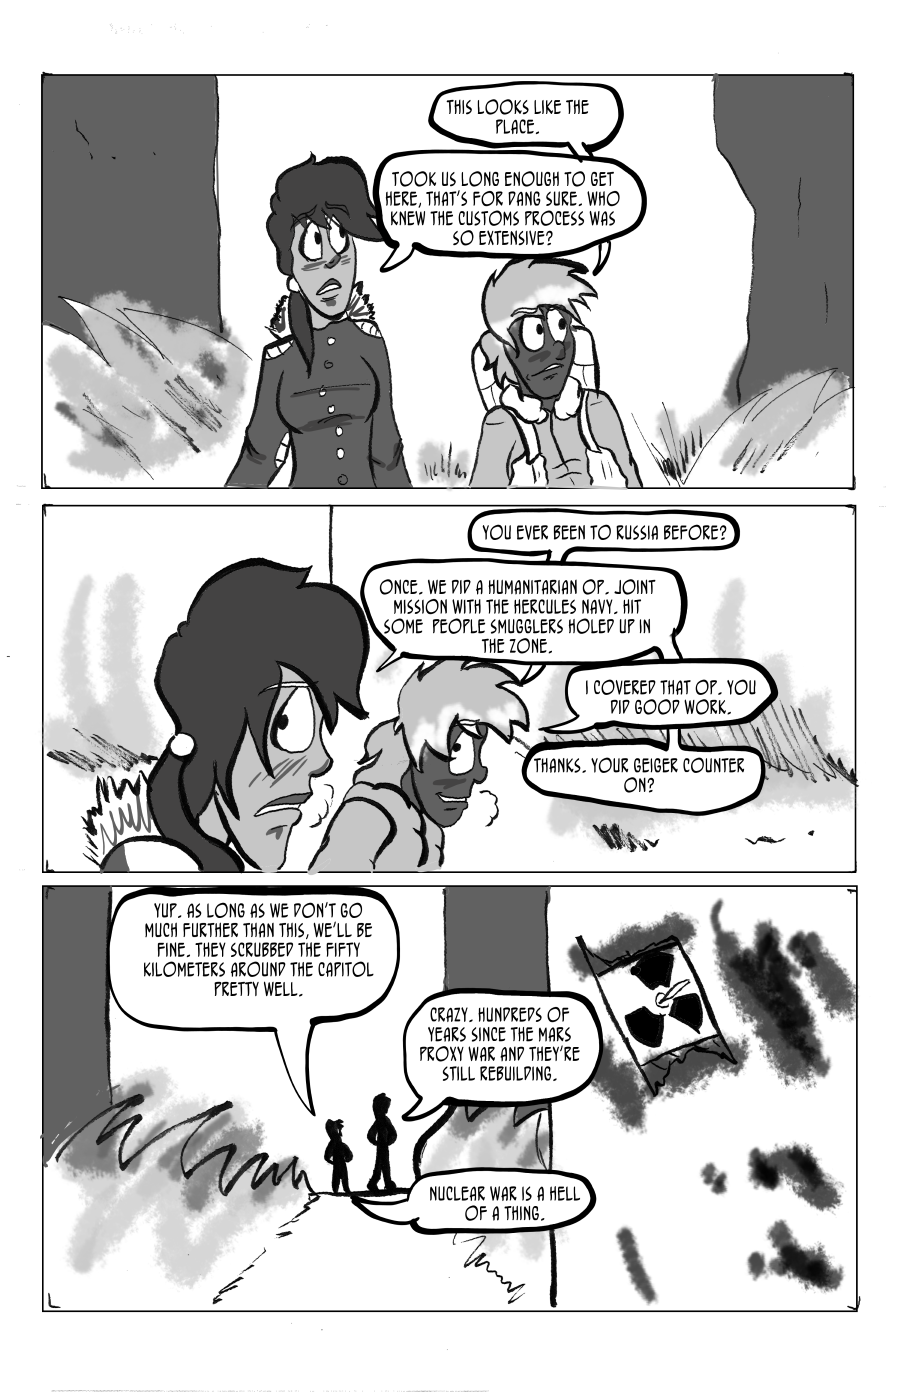 THIS LOOKS LIKE THE
PLACE.
TOOK US LONG ENOUGH TO GET
HERE, THAT'S FOR DANG SURE. WHO
KNEW THE CUSTOMS PROCESS WAS
SO EXTENSIVE?
YOU EVER BEEN TO RUSSIA BEFORE?
ONCE. WE DID A HUMANITARIAN OP. JOINT
MISSION WITH THE HERCULES NAVY. HIT
SOME PEOPLE SMUGGLERS HOLED UP IN
THE ZONE.
I COVERED THAT OP. YOU
DID GOOD WORK.
THANKS. YOUR GEIGER COUNTER
ON?
YUP. AS LONG AS WE DON'T GO
MUCH FURTHER THAN THIS, WE'LL BE
FINE. THEY SCRUBBED THE FIFTY
KILOMETERS AROUND THE CAPITOL
PRETTY WELL.
CRAZY. HUNDREDS OF
YEARS SINCE THE MARS
PROXY WAR AND THEY'RE
STILL REBUILDING.
NUCLEAR WAR IS A HELL
OF A THING.